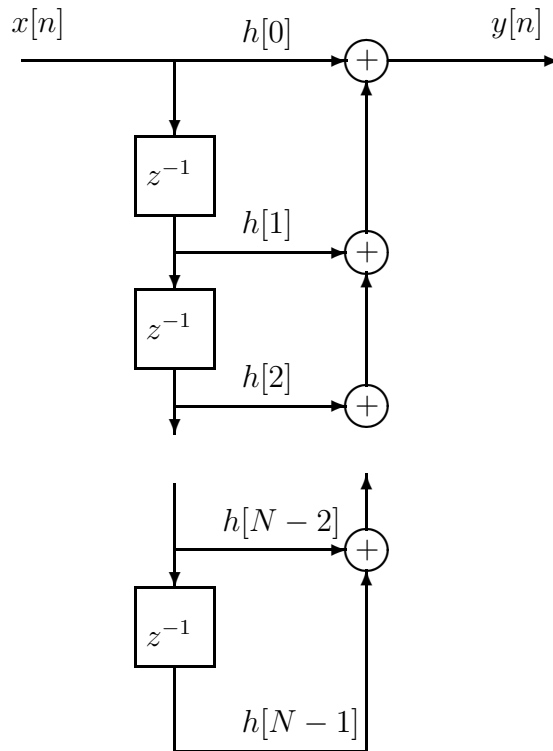 x[n] h[0] y[n]
+
z⁻¹
h[1]
+
z⁻¹
h[2]
+
h[N − 2]
+
z⁻¹
h[N − 1]